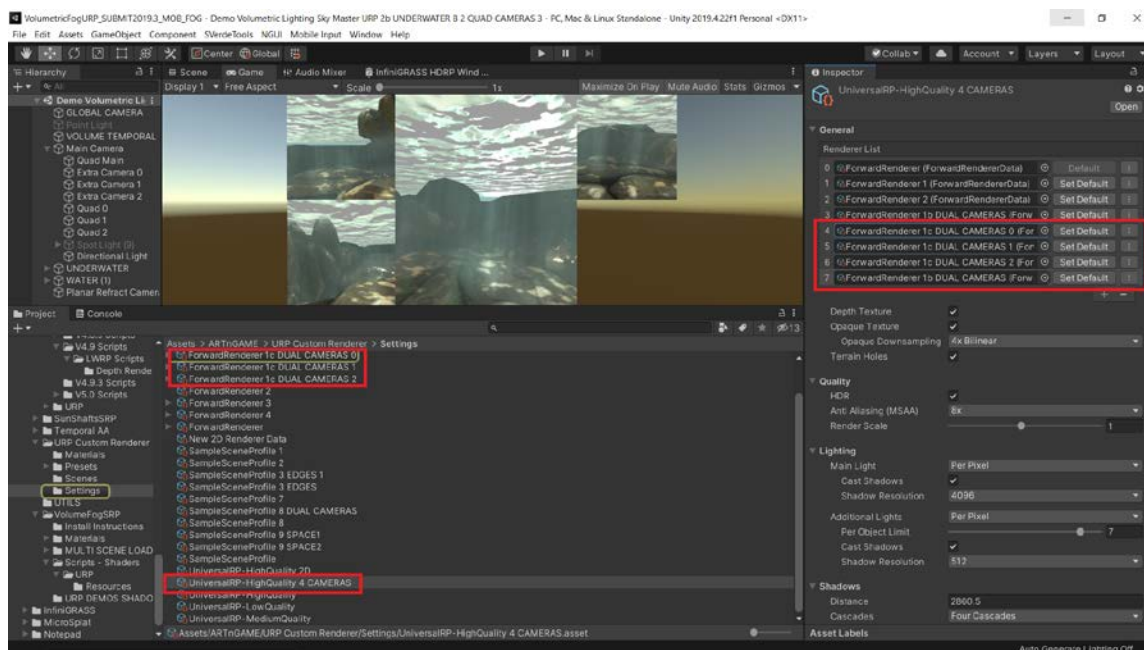 VolumetricFogURP_SUBMIT2019.3_MOB_FOG - Demo Volumetric Lighting Sky Master URP 2b UNDERWATER B 2 QUAD CAMERAS 3 - PC, Mac & Linux Standalone - Unity 2019.4.22f1 Personal <DX11>
File Edit Assets GameObject Component SVerdeTools NGUI Mobile Input Window Help
Center Global Collab Account Layers Layout
Hierarchy
All
Demo Volumetric Li
GLOBAL CAMERA
Point Light
VOLUME TEMPORAL
Main Camera
Quad Main
Extra Camera 0
Extra Camera 1
Extra Camera 2
Quad 0
Quad 1
Quad 2
Spot Light (9)
Directional Light
UNDERWATER
WATER (1)
Planar Refract Camer
Scene Game Audio Mixer InfiniGRASS HDRP Wind ...
Display 1 Free Aspect Scale 1x Maximize On Play Mute Audio Stats Gizmos
Project Console
13
V4.9 Scripts
LWRP Scripts
Depth Rende
V4.9.3 Scripts
V5.0 Scripts
URP
SunShaftsSRP
Temporal AA
URP Custom Renderer
Materials
Presets
Scenes
Settings
UTILS
VolumeFogSRP
Install Instructions
Materials
MULTI SCENE LOAD
Scripts - Shaders
URP
Resources
URP DEMOS SHADO
InfiniGRASS
MicroSplat
Notepad
Assets > ARTnGAME > URP Custom Renderer > Settings
ForwardRenderer 1c DUAL CAMERAS 0
ForwardRenderer 1c DUAL CAMERAS 1
ForwardRenderer 1c DUAL CAMERAS 2
ForwardRenderer 2
ForwardRenderer 3
ForwardRenderer 4
ForwardRenderer
New 2D Renderer Data
SampleSceneProfile 1
SampleSceneProfile 2
SampleSceneProfile 3 EDGES 1
SampleSceneProfile 3 EDGES
SampleSceneProfile 7
SampleSceneProfile 8 DUAL CAMERAS
SampleSceneProfile 8
SampleSceneProfile 9 SPACE1
SampleSceneProfile 9 SPACE2
SampleSceneProfile
UniversalRP-HighQuality 2D
UniversalRP-HighQuality 4 CAMERAS
UniversalRP-HighQuality
UniversalRP-LowQuality
UniversalRP-MediumQuality
Assets/ARTnGAME/URP Custom Renderer/Settings/UniversalRP-HighQuality 4 CAMERAS.asset
Inspector
UniversalRP-HighQuality 4 CAMERAS
Open
General
Renderer List
0 ForwardRenderer (ForwardRendererData) Default
1 ForwardRenderer 1 (ForwardRendererData) Set Default
2 ForwardRenderer 2 (ForwardRendererData) Set Default
3 ForwardRenderer 1b DUAL CAMERAS (Forw Set Default
4 ForwardRenderer 1c DUAL CAMERAS 0 (For Set Default
5 ForwardRenderer 1c DUAL CAMERAS 1 (For Set Default
6 ForwardRenderer 1c DUAL CAMERAS 2 (For Set Default
7 ForwardRenderer 1b DUAL CAMERAS (Forw Set Default
Depth Texture
Opaque Texture
Opaque Downsampling 4x Bilinear
Terrain Holes
Quality
HDR
Anti Aliasing (MSAA) 8x
Render Scale 1
Lighting
Main Light Per Pixel
Cast Shadows
Shadow Resolution 4096
Additional Lights Per Pixel
Per Object Limit 7
Cast Shadows
Shadow Resolution 512
Shadows
Distance 2860.5
Cascades Four Cascades
Asset Labels
Auto Generate Lighting Off